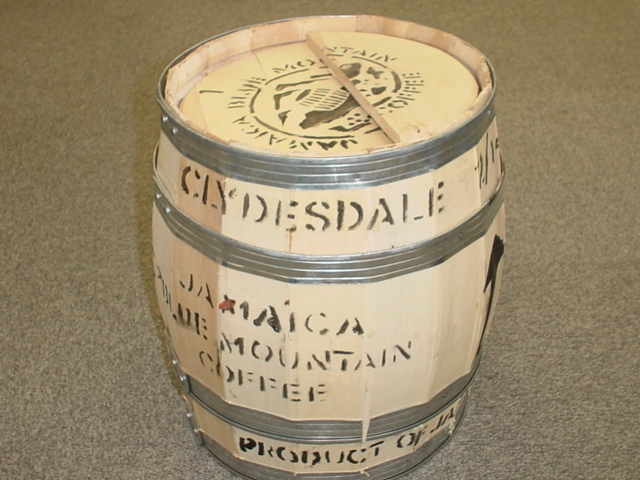 JAMAICA BLUE MOUNTAIN COFFEE
CLYDESDALE
JAMAICA
BLUE MOUNTAIN
COFFEE
PRODUCT OF JA